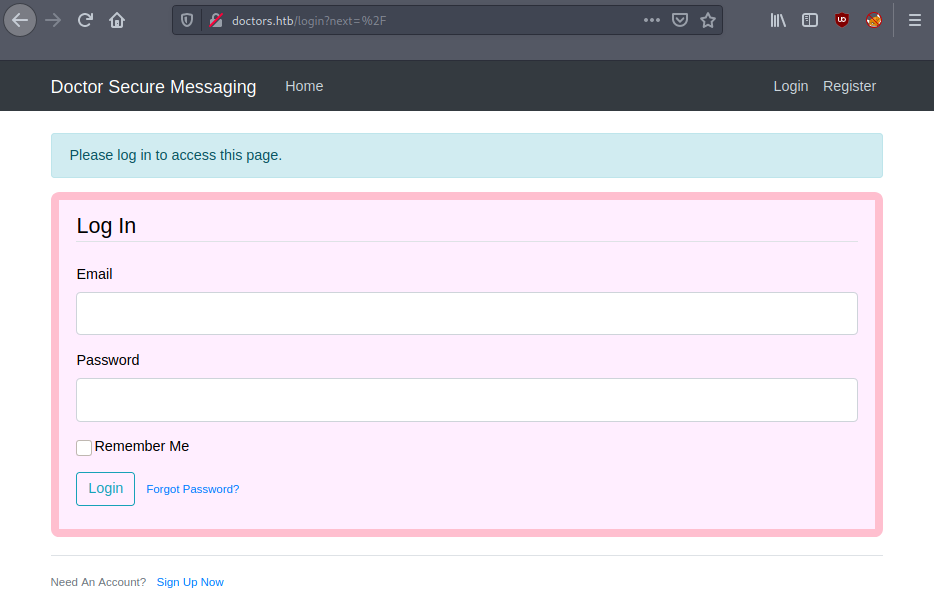 doctors.htb/login?next=%2F
Doctor Secure Messaging Home Login Register
Please log in to access this page.
Log In
Email
Password
Remember Me
Login Forgot Password?
Need An Account? Sign Up Now